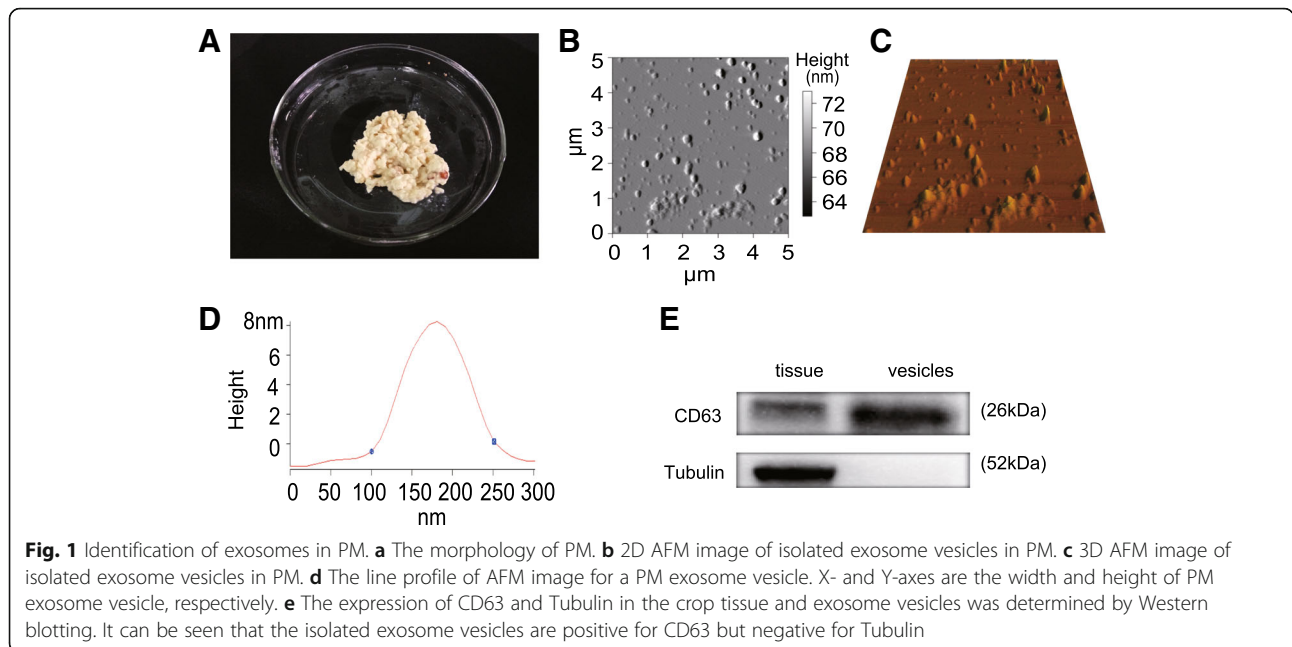 A
B
C
5
4
3
2
1
0
µm
0 1 2 3 4 5
µm
Height
(nm)
72
70
68
66
64
D
8nm
6
4
2
0
Height
0 50 100 150 200 250 300
nm
E
tissue vesicles
CD63 (26kDa)
Tubulin (52kDa)
Fig. 1 Identification of exosomes in PM. a The morphology of PM. b 2D AFM image of isolated exosome vesicles in PM. c 3D AFM image of
isolated exosome vesicles in PM. d The line profile of AFM image for a PM exosome vesicle. X- and Y-axes are the width and height of PM
exosome vesicle, respectively. e The expression of CD63 and Tubulin in the crop tissue and exosome vesicles was determined by Western
blotting. It can be seen that the isolated exosome vesicles are positive for CD63 but negative for Tubulin